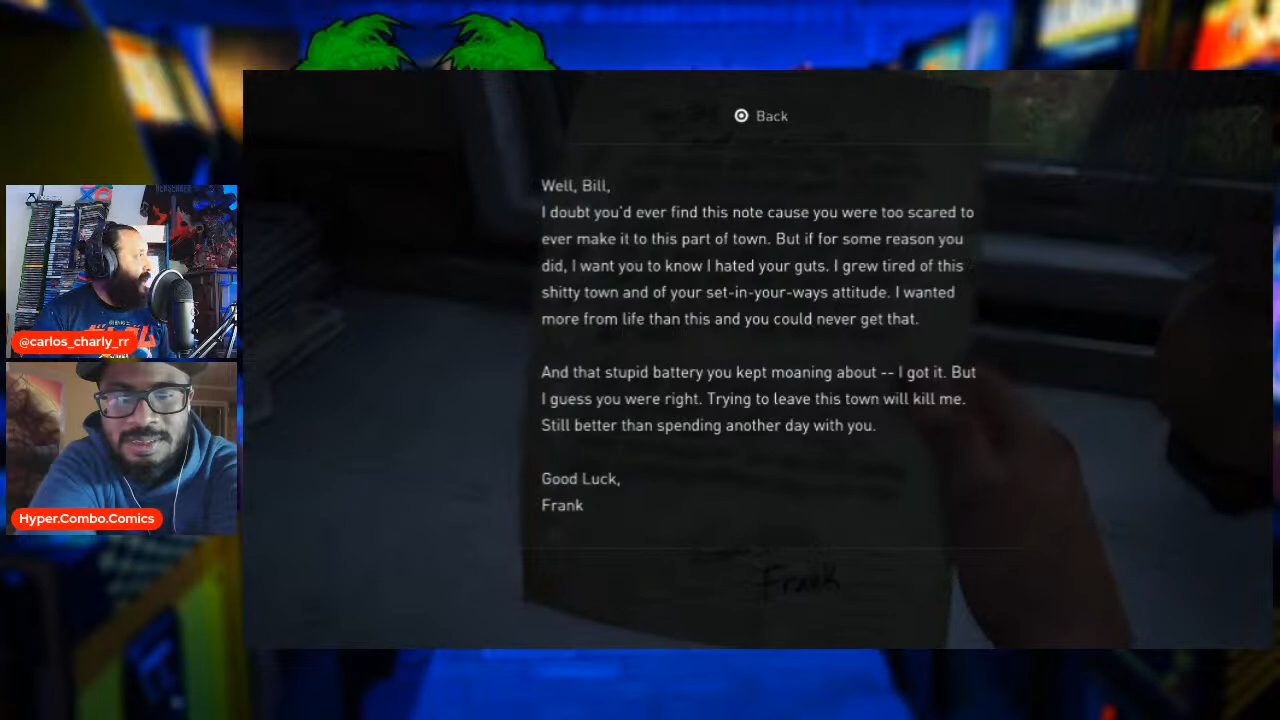 Back
Well, Bill,
I doubt you'd ever find this note cause you were too scared to
ever make it to this part of town. But if for some reason you
did, I want you to know I hated your guts. I grew tired of this
shitty town and of your set-in-your-ways attitude. I wanted
more from life than this and you could never get that.
And that stupid battery you kept moaning about -- I got it. But
I guess you were right. Trying to leave this town will kill me.
Still better than spending another day with you.
Good Luck,
Frank
Frank
@carlos_charly_rr
Hyper.Combo.Comics